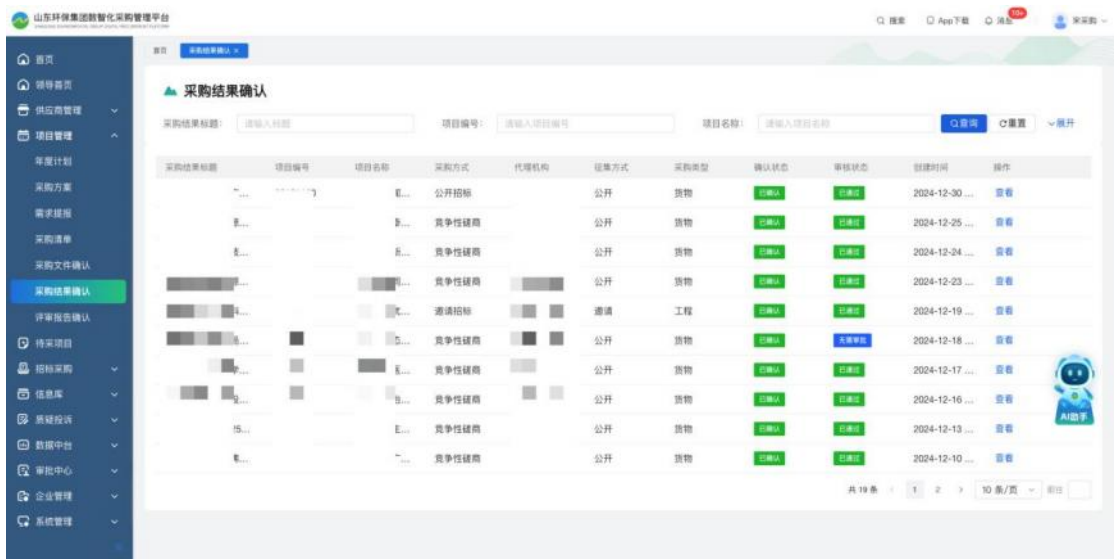 山东环保集团数智化采购管理平台
搜索 App下载 消息 10+ 宋采购
首页
领导首页
供应商管理
项目管理
年度计划
采购方案
需求提报
采购清单
采购文件确认
采购结果确认
评审报告确认
待采项目
招标采购
信息库
质疑投诉
数据中台
审批中心
企业管理
系统管理
首页 采购结果确认 ×
采购结果确认
采购结果标题: 请输入标题 项目编号: 请输入项目编号 项目名称: 请输入项目名称 查询 重置 展开
采购结果标题 项目编号 项目名称 采购方式 代理机构 征集方式 采购类型 确认状态 审核状态 创建时间 操作
公开招标 公开 货物 已确认 已通过 2024-12-30 ... 查看
竞争性磋商 公开 货物 已确认 已通过 2024-12-25 ... 查看
竞争性磋商 公开 货物 已确认 已通过 2024-12-24 ... 查看
竞争性磋商 公开 货物 已确认 已通过 2024-12-23 ... 查看
邀请招标 邀请 工程 已确认 已通过 2024-12-19 ... 查看
竞争性磋商 公开 货物 已确认 无需审批 2024-12-18 ... 查看
竞争性磋商 公开 货物 已确认 已通过 2024-12-17 ... 查看
竞争性磋商 公开 货物 已确认 已通过 2024-12-16 ... 查看
竞争性磋商 公开 货物 已确认 已通过 2024-12-13 ... 查看
竞争性磋商 公开 货物 已确认 已通过 2024-12-10 ... 查看
AI助手
共 19 条 1 2 10 条/页 前往